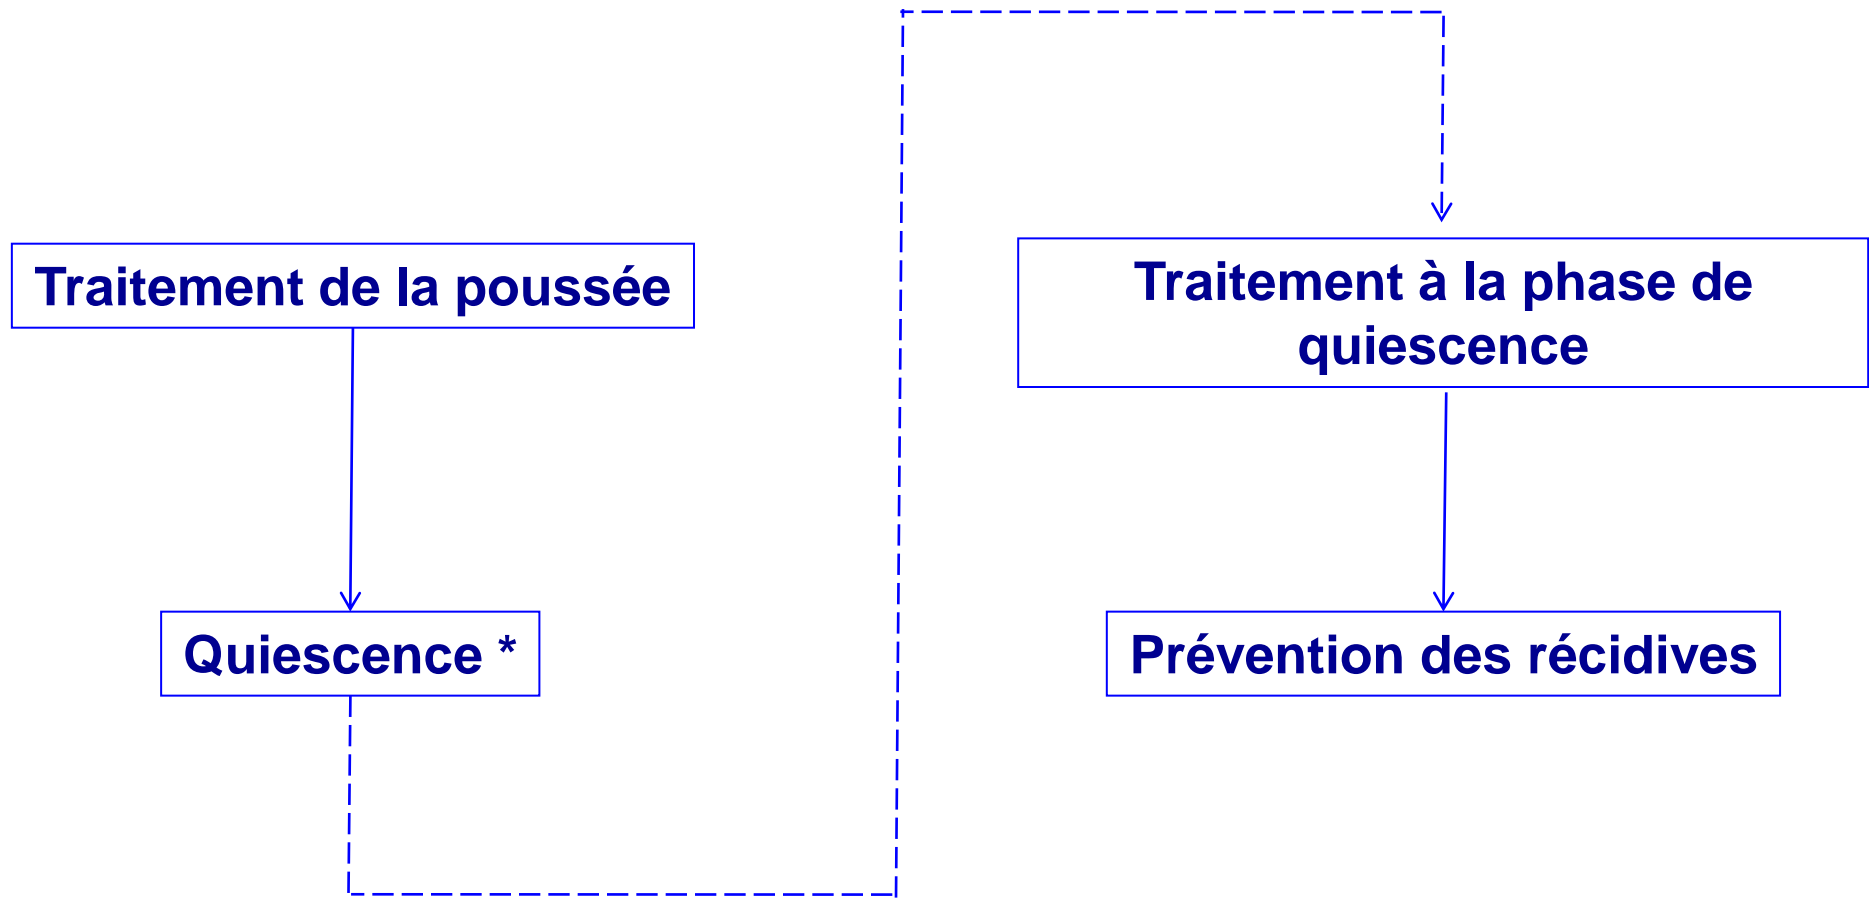 Traitement de la poussée
Quiescence *
Traitement à la phase de
quiescence
Prévention des récidives